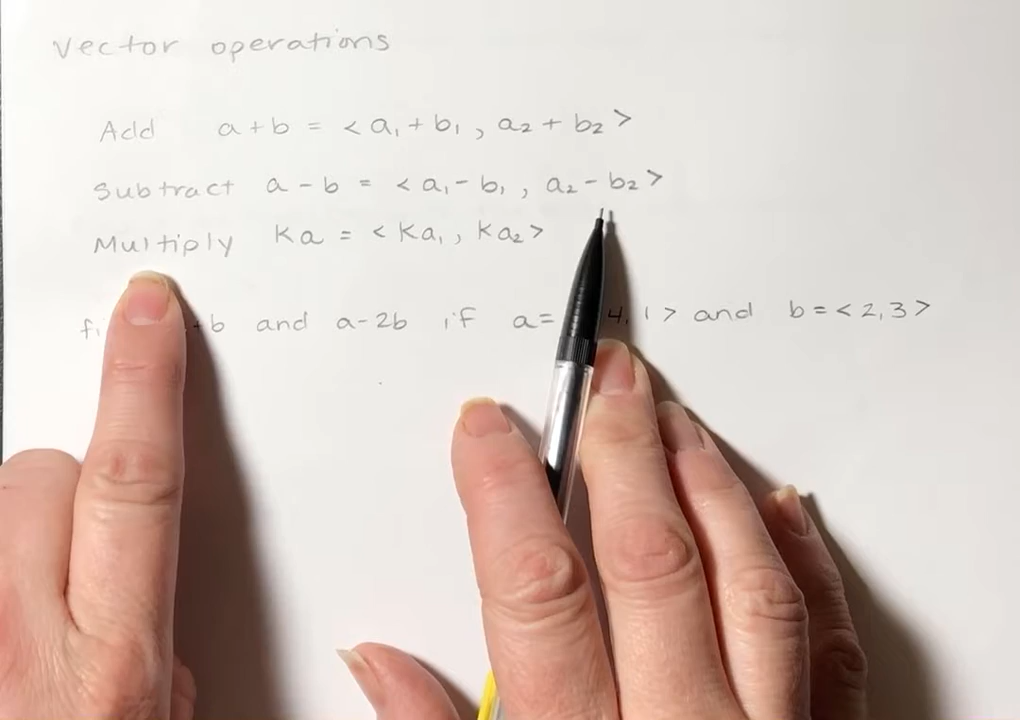 Vector operations
Add a+b = <a₁+b₁, a₂+b₂>
Subtract a-b = <a₁-b₁, a₂-b₂>
Multiply ka = <ka₁, ka₂>
+b and a-2b if a= 4,1> and b=<2,3>